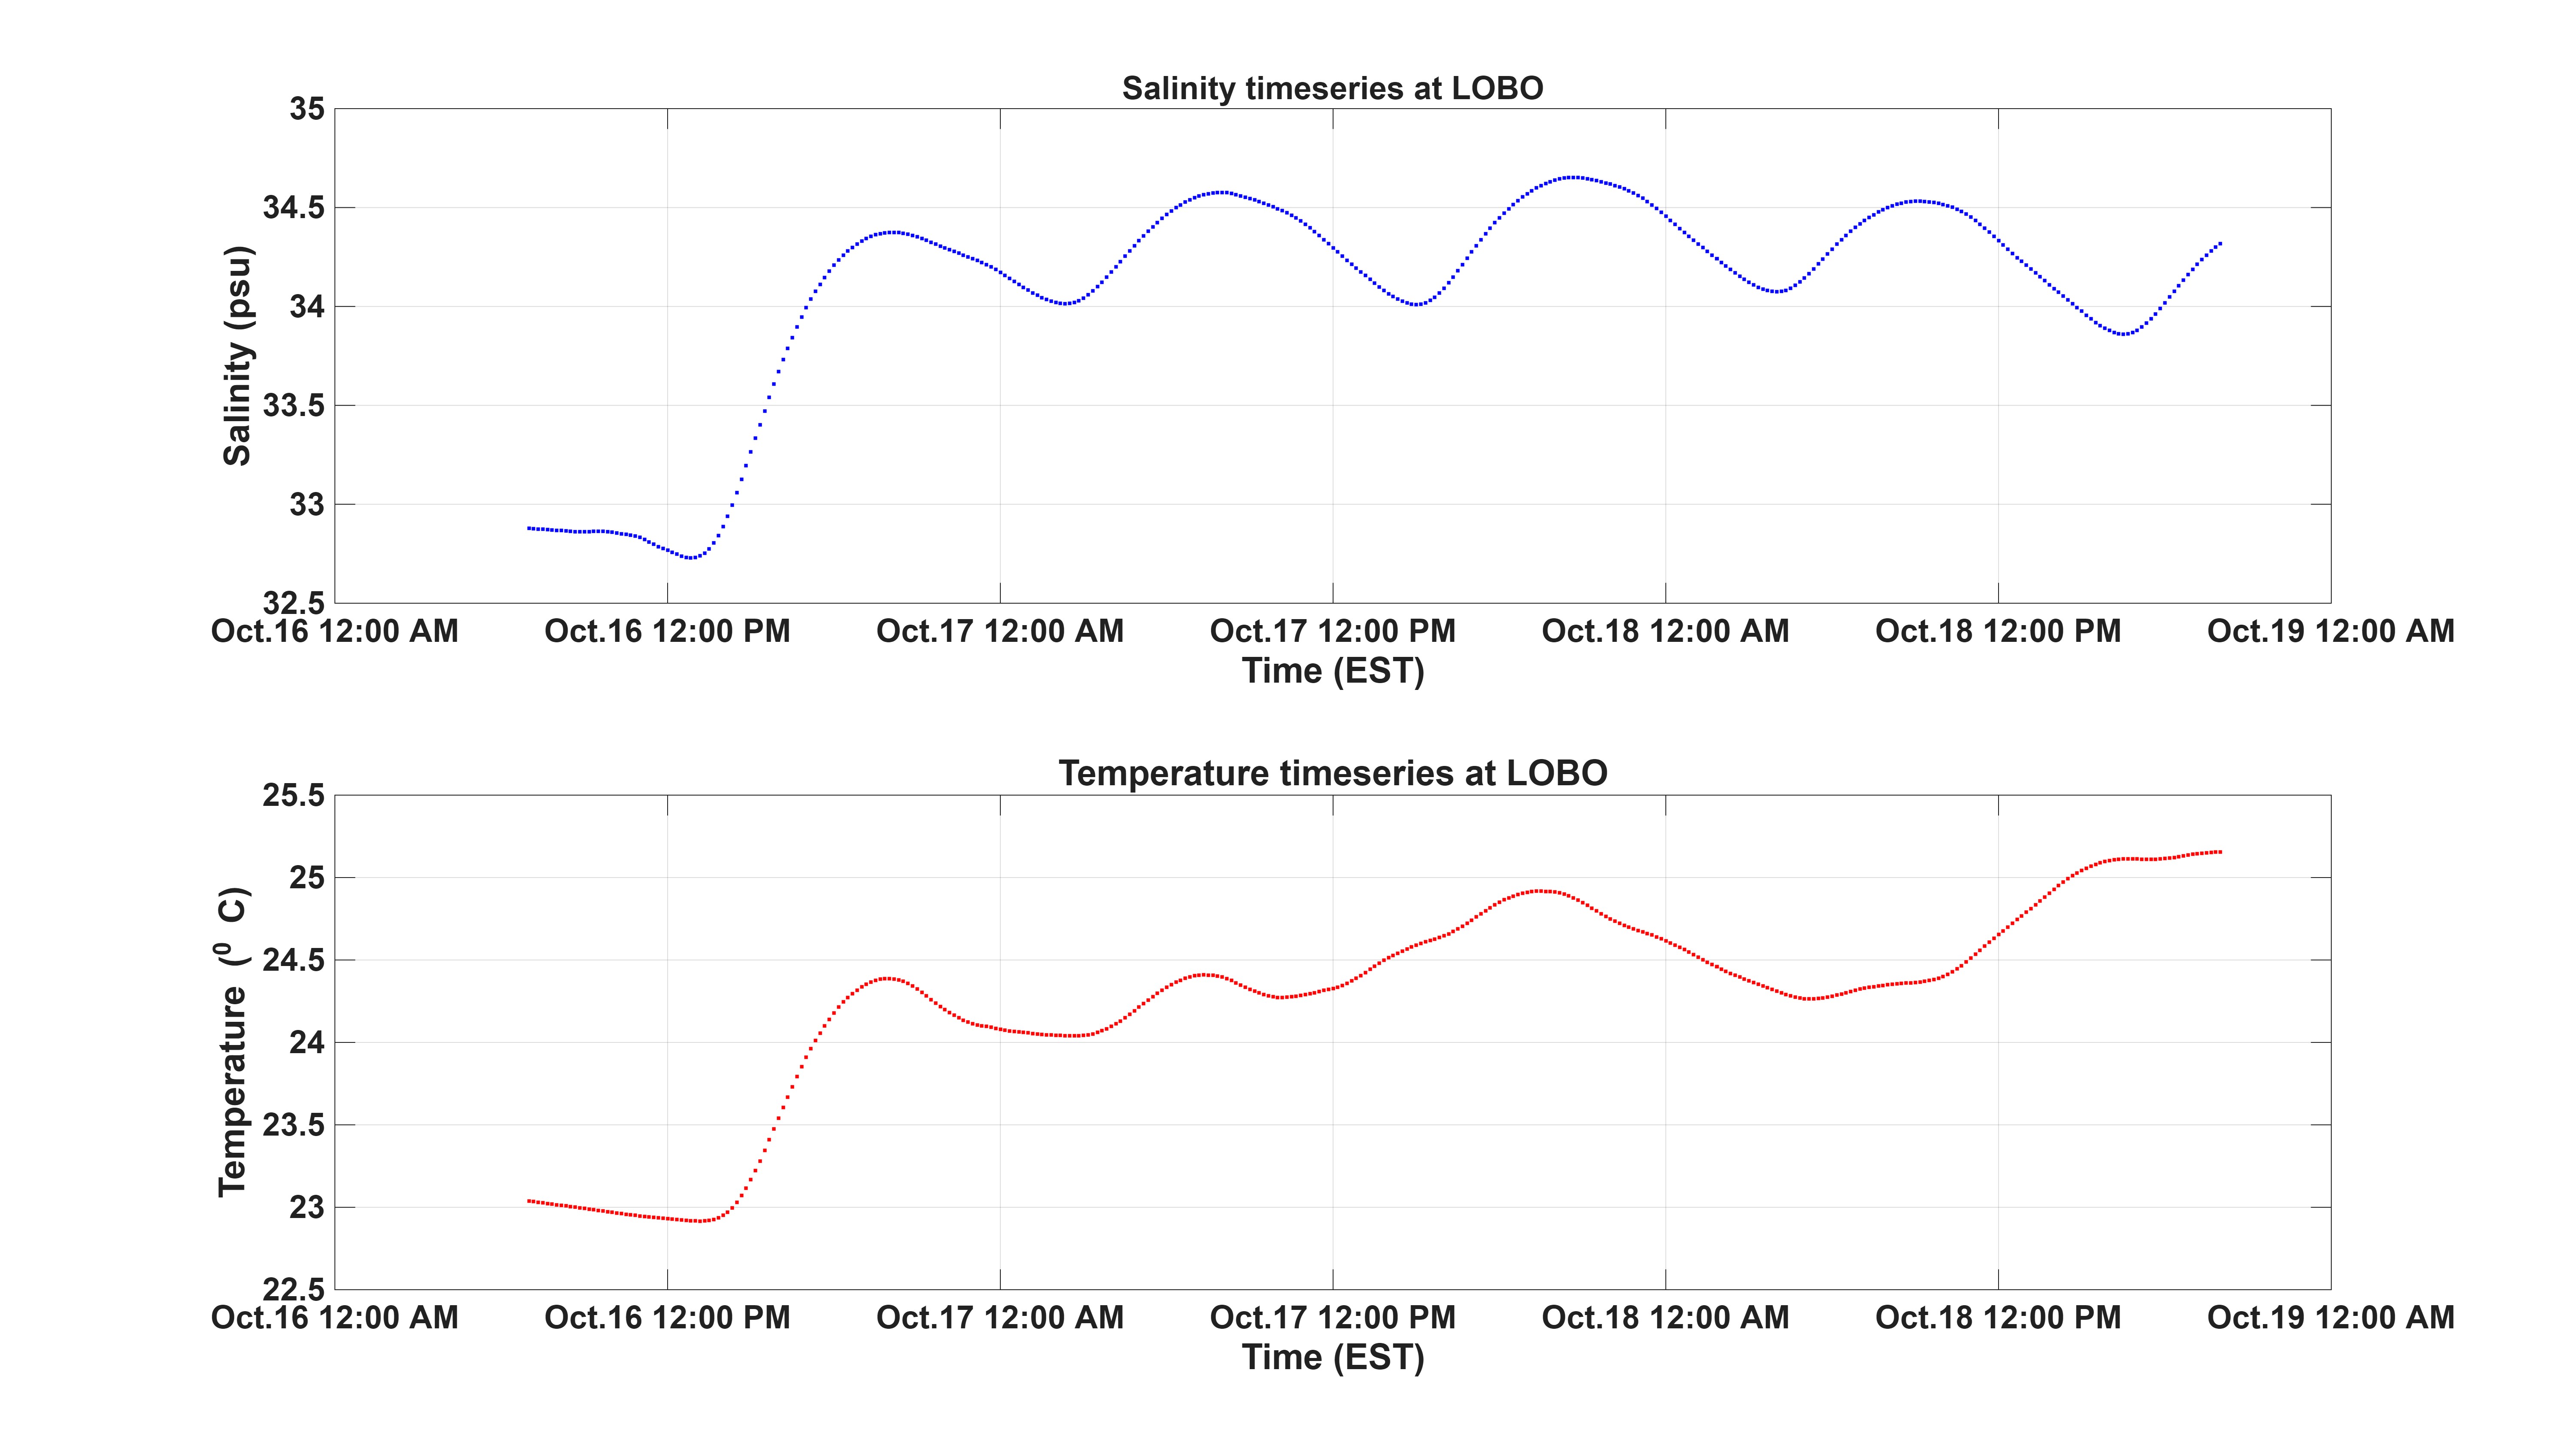 Salinity timeseries at LOBO
Salinity (psu)
35
34.5
34
33.5
33
32.5
Oct.16 12:00 AM Oct.16 12:00 PM Oct.17 12:00 AM Oct.17 12:00 PM Oct.18 12:00 AM Oct.18 12:00 PM Oct.19 12:00 AM
Time (EST)
Temperature timeseries at LOBO
Temperature (⁰ C)
25.5
25
24.5
24
23.5
23
22.5
Oct.16 12:00 AM Oct.16 12:00 PM Oct.17 12:00 AM Oct.17 12:00 PM Oct.18 12:00 AM Oct.18 12:00 PM Oct.19 12:00 AM
Time (EST)